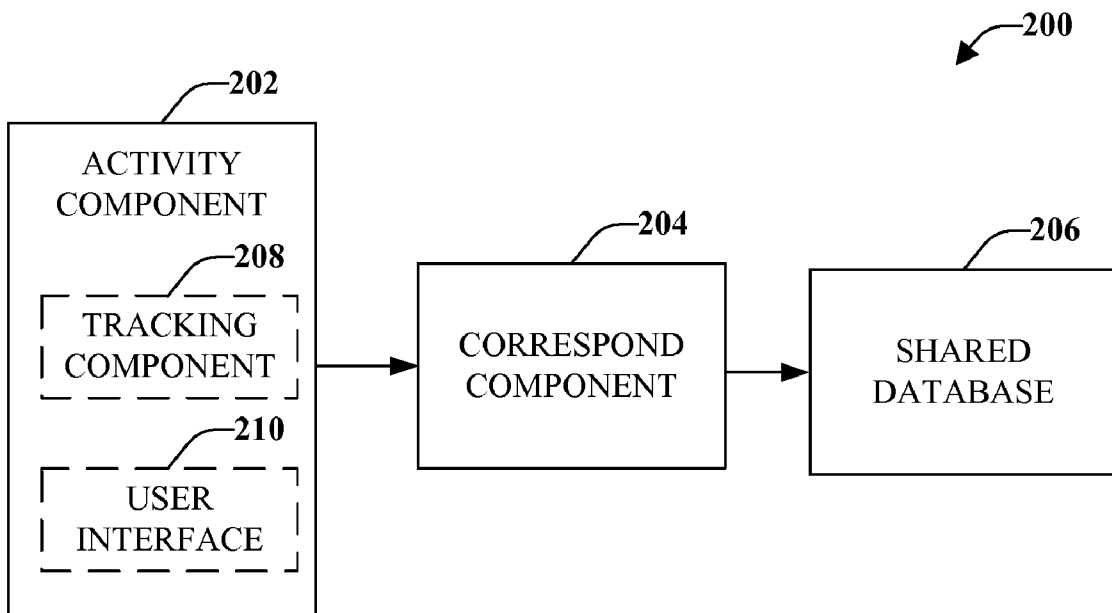 200
202
ACTIVITY
COMPONENT
208
TRACKING
COMPONENT
210
USER
INTERFACE
204
CORRESPOND
COMPONENT
206
SHARED
DATABASE